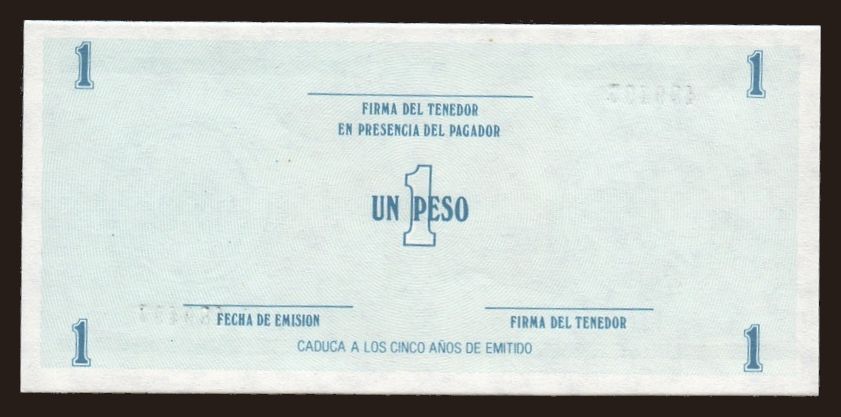 1 1
FIRMA DEL TENEDOR
EN PRESENCIA DEL PAGADOR
1
UN PESO
FECHA DE EMISION FIRMA DEL TENEDOR
CADUCA A LOS CINCO AÑOS DE EMITIDO
1 1